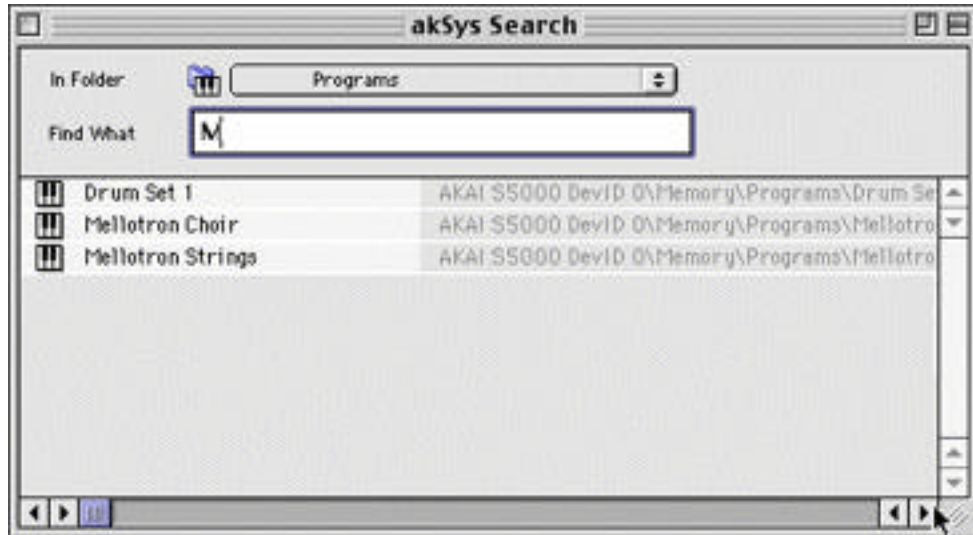 akSys Search
In Folder Programs
Find What M
Drum Set 1 AKAI S5000 DevID 0\Memory\Programs\Drum Se
Mellotron Choir AKAI S5000 DevID 0\Memory\Programs\Mellotro
Mellotron Strings AKAI S5000 DevID 0\Memory\Programs\Mellotro